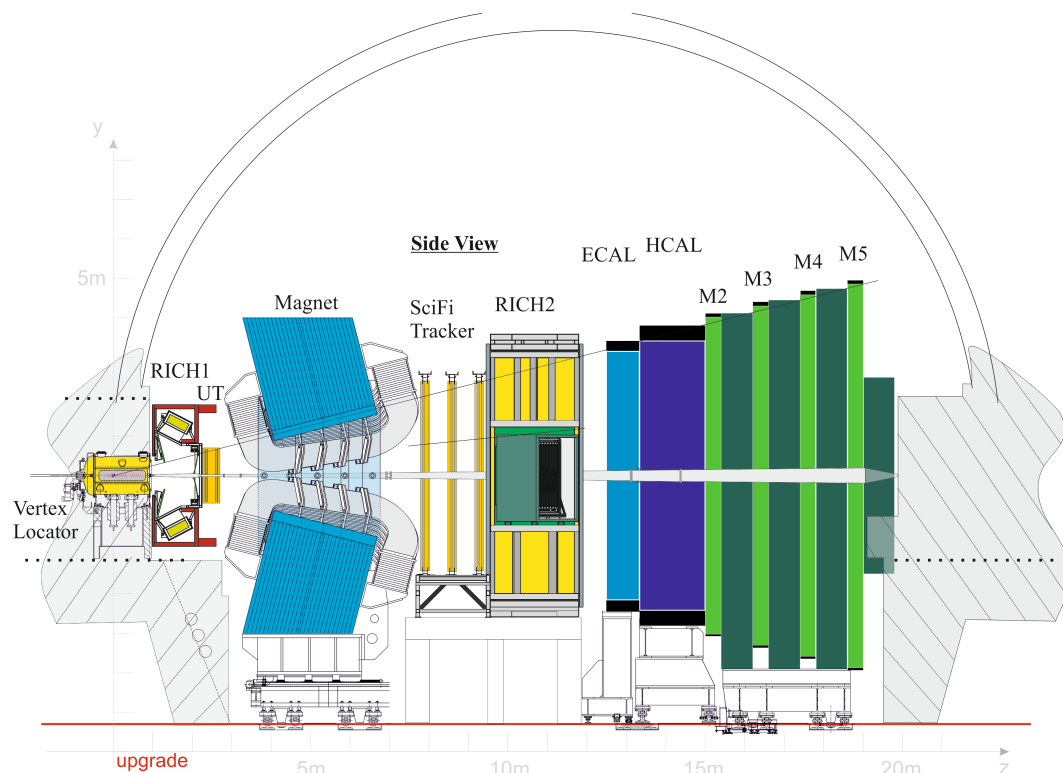 y
Side View
ECAL
HCAL
M5
M4
M3
M2
5m
Magnet
SciFi
Tracker
RICH2
RICH1
UT
Vertex
Locator
upgrade
5m
10m
15m
20m
z